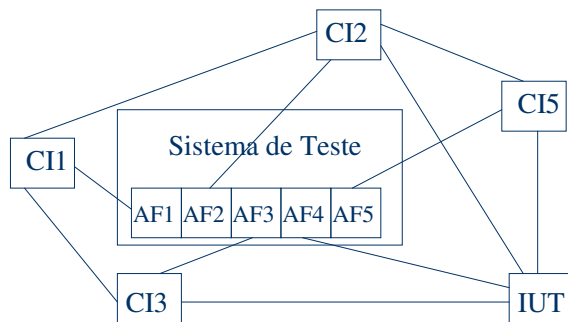 CI2
CI5
Sistema de Teste
CI1
AF1 AF2 AF3 AF4 AF5
CI3
IUT